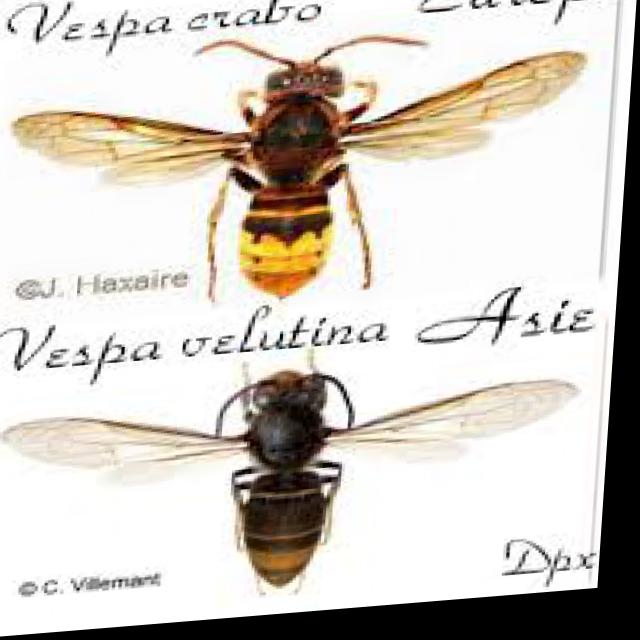 Vespa crabo
©J. Haxaire
Vespa velutina Asie
© C. Villemant
Dpx